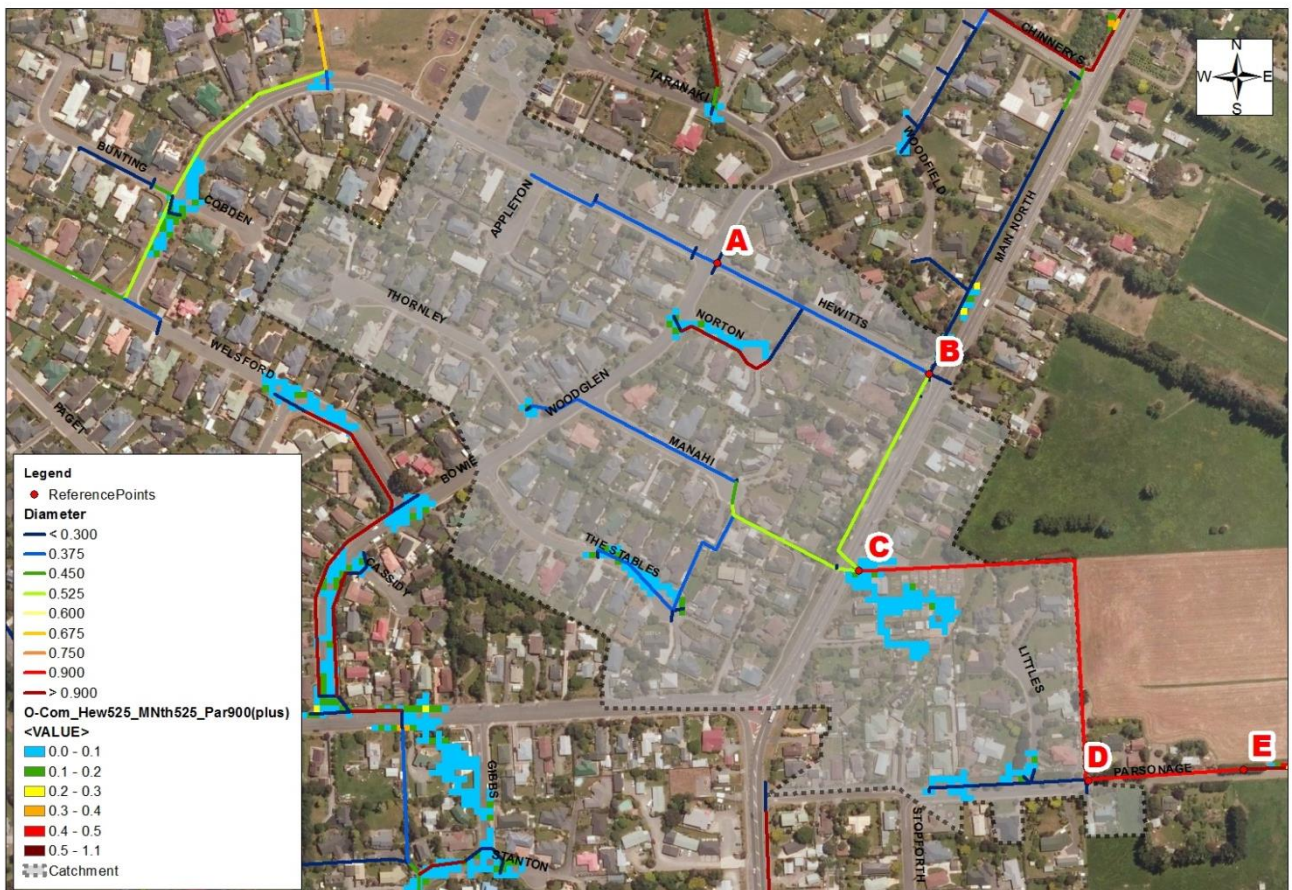 CHINNERYS
TARANAKI
N
W E
S
WOODFIELD
BUNTING
COBDEN
APPLETON
MAIN NORTH
A
THORNLEY
HEWITTS
NORTON
B
WELSFORD
WOODGLEN
PAGET
MANAHI
BOWIE
THE STABLES
C
CASSIDY
LITTLES
GIBBS
D
PARSONAGE
E
STOPFORTH
STANTON
Legend
ReferencePoints
Diameter
< 0.300
0.375
0.450
0.525
0.600
0.675
0.750
0.900
> 0.900
O-Com_Hew525_MNth525_Par900(plus)
<VALUE>
0.0 - 0.1
0.1 - 0.2
0.2 - 0.3
0.3 - 0.4
0.4 - 0.5
0.5 - 1.1
Catchment